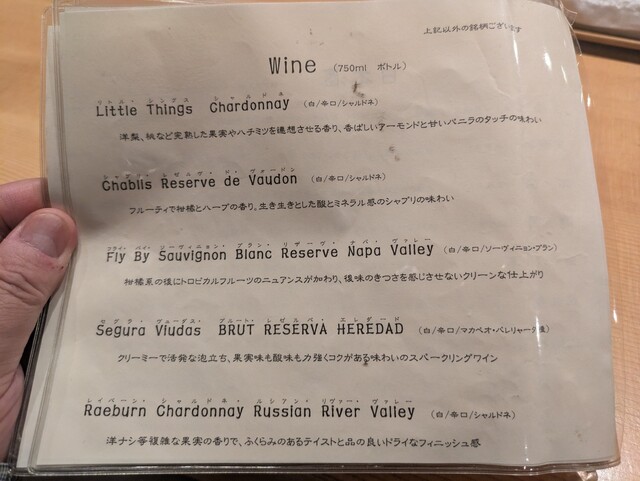 上記以外の銘柄ございます
Wine (750ml ボトル)
リトル・シングス シャルドネ
Little Things Chardonnay (白/辛口/シャルドネ)
洋梨、桃など完熟した果実やハチミツを連想させる香り、香ばしいアーモンドと甘いバニラのタッチの味わい
シャブリ レゼルヴ・ド・ヴォードン
Chablis Reserve de Vaudon (白/辛口/シャルドネ)
フルーティで柑橘とハーブの香り。生き生きとした酸とミネラル感のシャブリの味わい
フライ・バイ・ソーヴィニョン・ブラン・リザーヴ・ナパ・ヴァレー
Fly By Sauvignon Blanc Reserve Napa Valley (白/辛口/ソーヴィニョン・ブラン)
柑橘系の後にトロピカルフルーツのニュアンスが加わり、後味のきつさを感じさせないクリーンな仕上がり
セグラ・ヴューダス・ブルート・レゼルバ・エレダード
Segura Viudas BRUT RESERVA HEREDAD (白/辛口/マカベオ・パレリャーダ種)
クリーミーで活発な泡立ち、果実味も酸味も力強くコクがある味わいのスパークリングワイン
レイバーン・シャルドネ・ルシアン・リヴァー・ヴァレー
Raeburn Chardonnay Russian River Valley (白/辛口/シャルドネ)
洋ナシ等複雑な果実の香りで、ふくらみのあるテイストと品の良いドライなフィニッシュ感